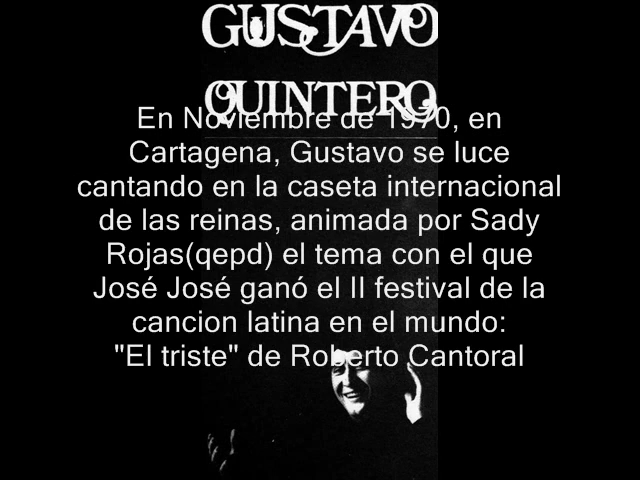 GUSTAVO
QUINTERO
En Noviembre de 1970, en
Cartagena, Gustavo se luce
cantando en la caseta internacional
de las reinas, animada por Sady
Rojas(qepd) el tema con el que
José José ganó el II festival de la
cancion latina en el mundo:
"El triste" de Roberto Cantoral